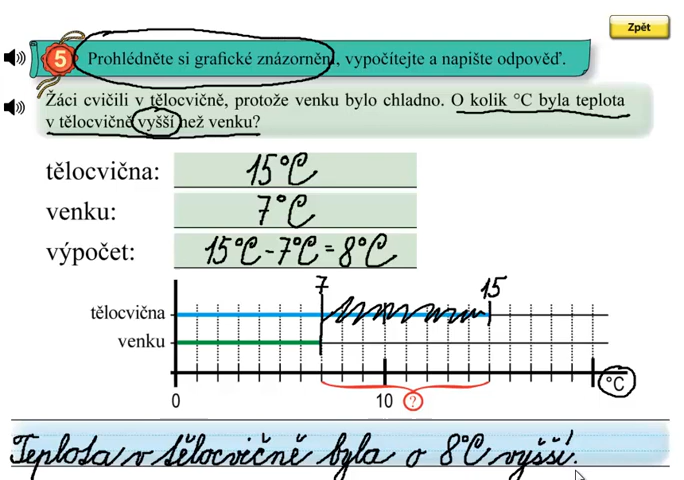 Zpět
5 Prohlédněte si grafické znázornění, vypočítejte a napište odpověď.
Žáci cvičili v tělocvičně, protože venku bylo chladno. O kolik °C byla teplota
v tělocvičně vyšší než venku?
tělocvična: 15°C
venku: 7°C
výpočet: 15°C - 7°C = 8°C
7 15
tělocvična
venku
°C
0 10 ?
Teplota v tělocvičně byla o 8°C vyšší.